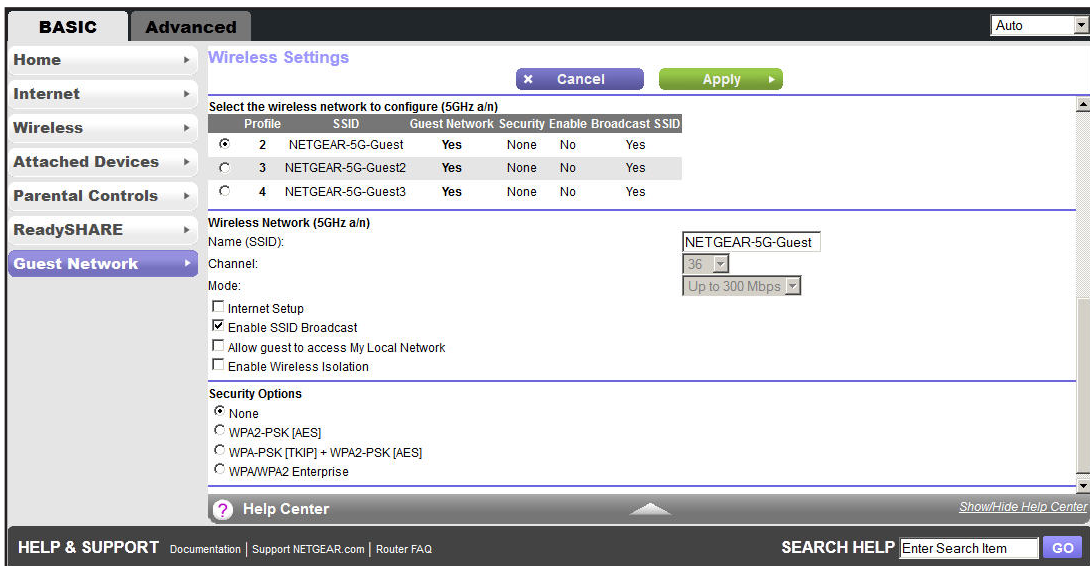 BASIC Advanced Auto
Home
Internet
Wireless
Attached Devices
Parental Controls
ReadySHARE
Guest Network
Wireless Settings
Cancel Apply
Select the wireless network to configure (5GHz a/n)
Profile SSID Guest Network Security Enable Broadcast SSID
2 NETGEAR-5G-Guest Yes None No Yes
3 NETGEAR-5G-Guest2 Yes None No Yes
4 NETGEAR-5G-Guest3 Yes None No Yes
Wireless Network (5GHz a/n)
Name (SSID): NETGEAR-5G-Guest
Channel: 36
Mode: Up to 300 Mbps
Internet Setup
Enable SSID Broadcast
Allow guest to access My Local Network
Enable Wireless Isolation
Security Options
None
WPA2-PSK [AES]
WPA-PSK [TKIP] + WPA2-PSK [AES]
WPA/WPA2 Enterprise
? Help Center Show/Hide Help Center
HELP & SUPPORT Documentation | Support NETGEAR.com | Router FAQ SEARCH HELP Enter Search Item GO